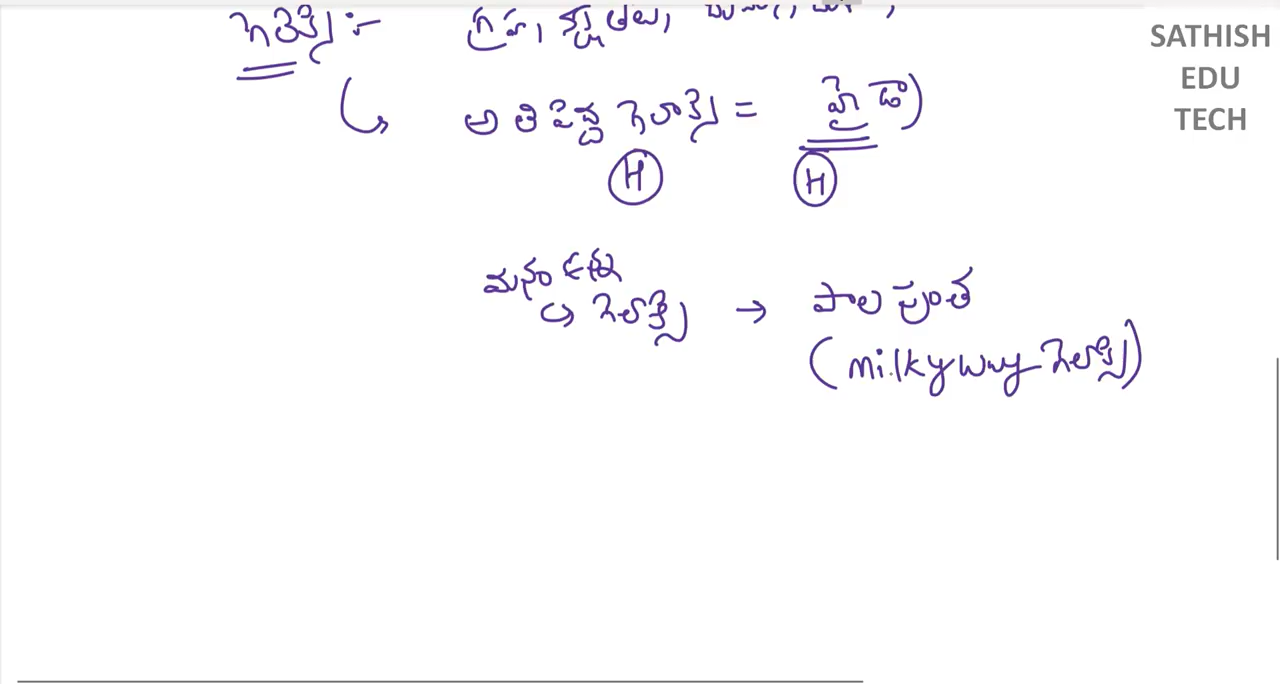 గెలాక్సీ :-
SATHISH
EDU
TECH
అతిపెద్ద గెలాక్సీ = హైడ్రా
H H
మనం ఉన్న
గెలాక్సీ → పాలపుంత
(milkyway గెలాక్సీ)